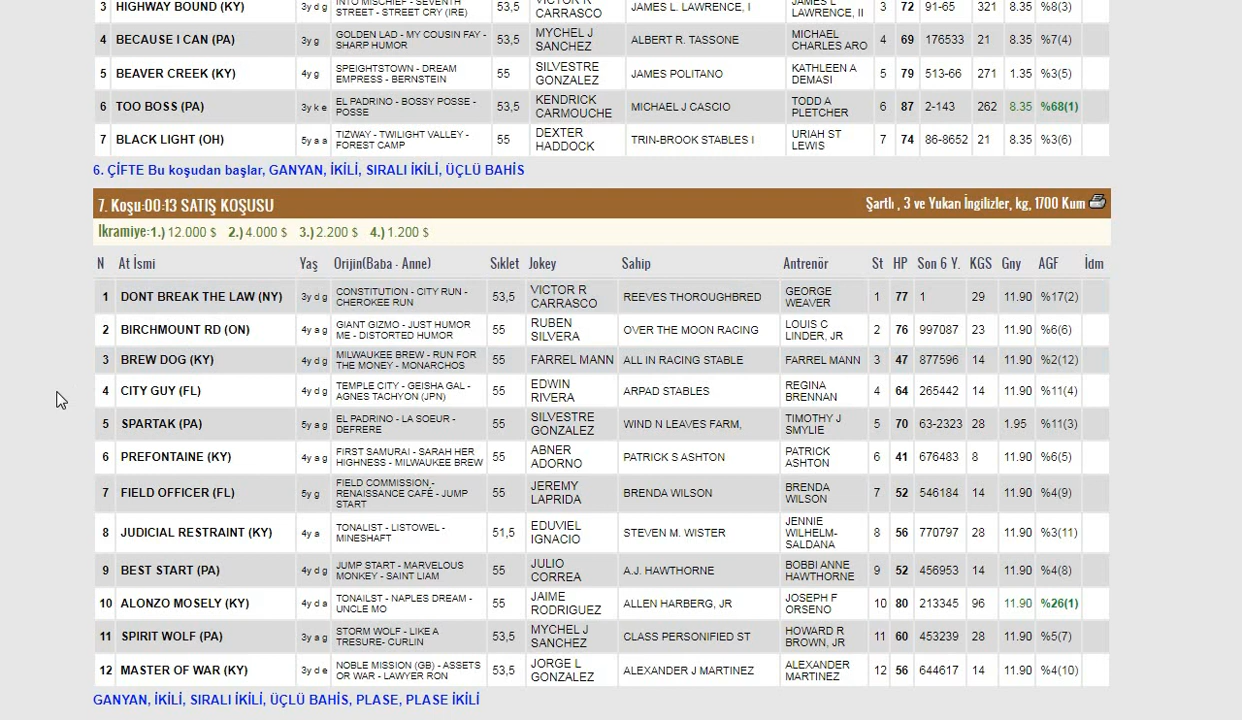 3 HIGHWAY BOUND (KY) 3y d g INTO MISCHIEF - SEVENTH STREET - STREET CRY (IRE) 53,5 VICTOR R CARRASCO JAMES L. LAWRENCE, I JAMES L LAWRENCE, II 3 72 91-65 321 8.35 %8(3)
4 BECAUSE I CAN (PA) 3y g GOLDEN LAD - MY COUSIN FAY - SHARP HUMOR 53,5 MYCHEL J SANCHEZ ALBERT R. TASSONE MICHAEL CHARLES ARO 4 69 176533 21 8.35 %7(4)
5 BEAVER CREEK (KY) 4y g SPEIGHTSTOWN - DREAM EMPRESS - BERNSTEIN 55 SILVESTRE GONZALEZ JAMES POLITANO KATHLEEN A DEMASI 5 79 513-66 271 1.35 %3(5)
6 TOO BOSS (PA) 3y k e EL PADRINO - BOSSY POSSE - POSSE 53,5 KENDRICK CARMOUCHE MICHAEL J CASCIO TODD A PLETCHER 6 87 2-143 262 8.35 %68(1)
7 BLACK LIGHT (OH) 5y a a TIZWAY - TWILIGHT VALLEY - FOREST CAMP 55 DEXTER HADDOCK TRIN-BROOK STABLES I URIAH ST LEWIS 7 74 86-8652 21 8.35 %3(6)
6. ÇİFTE Bu koşudan başlar, GANYAN, İKİLİ, SIRALI İKİLİ, ÜÇLÜ BAHİS
7. Koşu:00:13 SATIŞ KOŞUSU Şartlı , 3 ve Yukarı İngilizler, kg, 1700 Kum
İkramiye:1.) 12.000 $ 2.) 4.000 $ 3.) 2.200 $ 4.) 1.200 $
N At İsmi Yaş Orijin(Baba - Anne) Sıklet Jokey Sahip Antrenör St HP Son 6 Y. KGS Gny AGF İdm
1 DONT BREAK THE LAW (NY) 3y d g CONSTITUTION - CITY RUN - CHEROKEE RUN 53,5 VICTOR R CARRASCO REEVES THOROUGHBRED GEORGE WEAVER 1 77 1 29 11.90 %17(2)
2 BIRCHMOUNT RD (ON) 4y a g GIANT GIZMO - JUST HUMOR ME - DISTORTED HUMOR 55 RUBEN SILVERA OVER THE MOON RACING LOUIS C LINDER, JR 2 76 997087 23 11.90 %6(6)
3 BREW DOG (KY) 4y d g MILWAUKEE BREW - RUN FOR THE MONEY - MONARCHOS 55 FARREL MANN ALL IN RACING STABLE FARREL MANN 3 47 877596 14 11.90 %2(12)
4 CITY GUY (FL) 4y d g TEMPLE CITY - GEISHA GAL - AGNES TACHYON (JPN) 55 EDWIN RIVERA ARPAD STABLES REGINA BRENNAN 4 64 265442 14 11.90 %11(4)
5 SPARTAK (PA) 5y a g EL PADRINO - LA SOEUR - DEFRERE 55 SILVESTRE GONZALEZ WIND N LEAVES FARM, TIMOTHY J SMYLIE 5 70 63-2323 28 1.95 %11(3)
6 PREFONTAINE (KY) 4y a g FIRST SAMURAI - SARAH HER HIGHNESS - MILWAUKEE BREW 55 ABNER ADORNO PATRICK S ASHTON PATRICK ASHTON 6 41 676483 8 11.90 %6(5)
7 FIELD OFFICER (FL) 5y g FIELD COMMISSION - RENAISSANCE CAFÉ - JUMP START 55 JEREMY LAPRIDA BRENDA WILSON BRENDA WILSON 7 52 546184 14 11.90 %4(9)
8 JUDICIAL RESTRAINT (KY) 4y a TONALIST - LISTOWEL - MINESHAFT 51,5 EDUVIEL IGNACIO STEVEN M. WISTER JENNIE WILHELM-SALDANA 8 56 770797 28 11.90 %3(11)
9 BEST START (PA) 4y d g JUMP START - MARVELOUS MONKEY - SAINT LIAM 55 JULIO CORREA A.J. HAWTHORNE BOBBI ANNE HAWTHORNE 9 52 456953 14 11.90 %4(8)
10 ALONZO MOSELY (KY) 4y d a TONALIST - NAPLES DREAM - UNCLE MO 55 JAIME RODRIGUEZ ALLEN HARBERG, JR JOSEPH F ORSENO 10 80 213345 96 11.90 %26(1)
11 SPIRIT WOLF (PA) 3y a g STORM WOLF - LIKE A TRESURE- CURLIN 53,5 MYCHEL J SANCHEZ CLASS PERSONIFIED ST HOWARD R BROWN, JR 11 60 453239 28 11.90 %5(7)
12 MASTER OF WAR (KY) 3y d e NOBLE MISSION (GB) - ASSETS OR WAR - LAWYER RON 53,5 JORGE L GONZALEZ ALEXANDER J MARTINEZ ALEXANDER MARTINEZ 12 56 644617 14 11.90 %4(10)
GANYAN, İKİLİ, SIRALI İKİLİ, ÜÇLÜ BAHİS, PLASE, PLASE İKİLİ